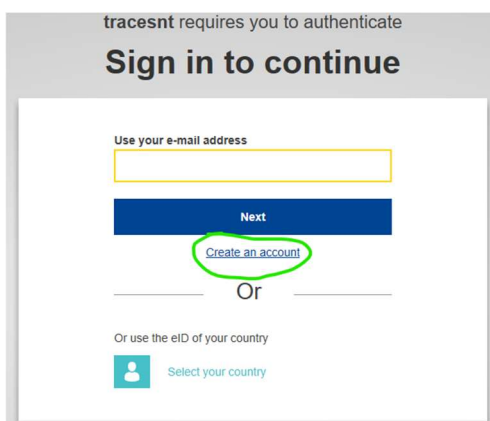 tracesnt requires you to authenticate
Sign in to continue
Use your e-mail address
Next
Create an account
Or
Or use the eID of your country
Select your country